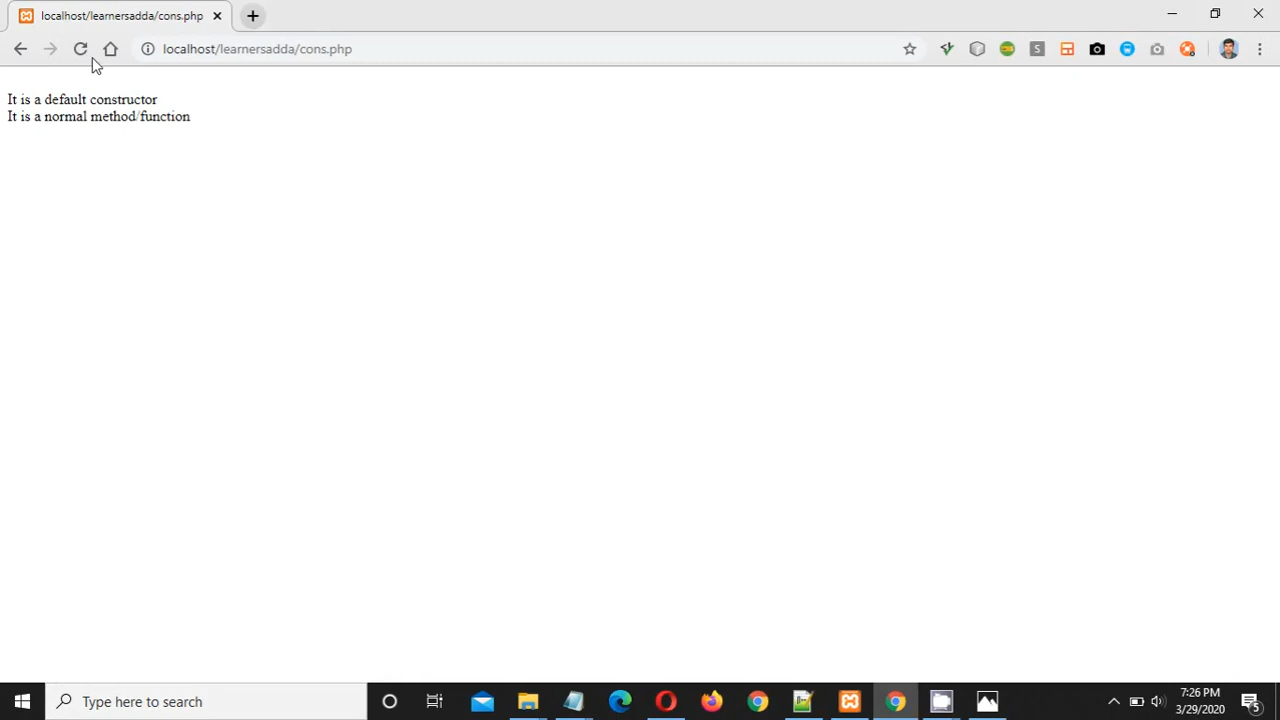 localhost/learnersadda/cons.php
localhost/learnersadda/cons.php
It is a default constructor
It is a normal method/function
S
Type here to search
7:26 PM
3/29/2020
5